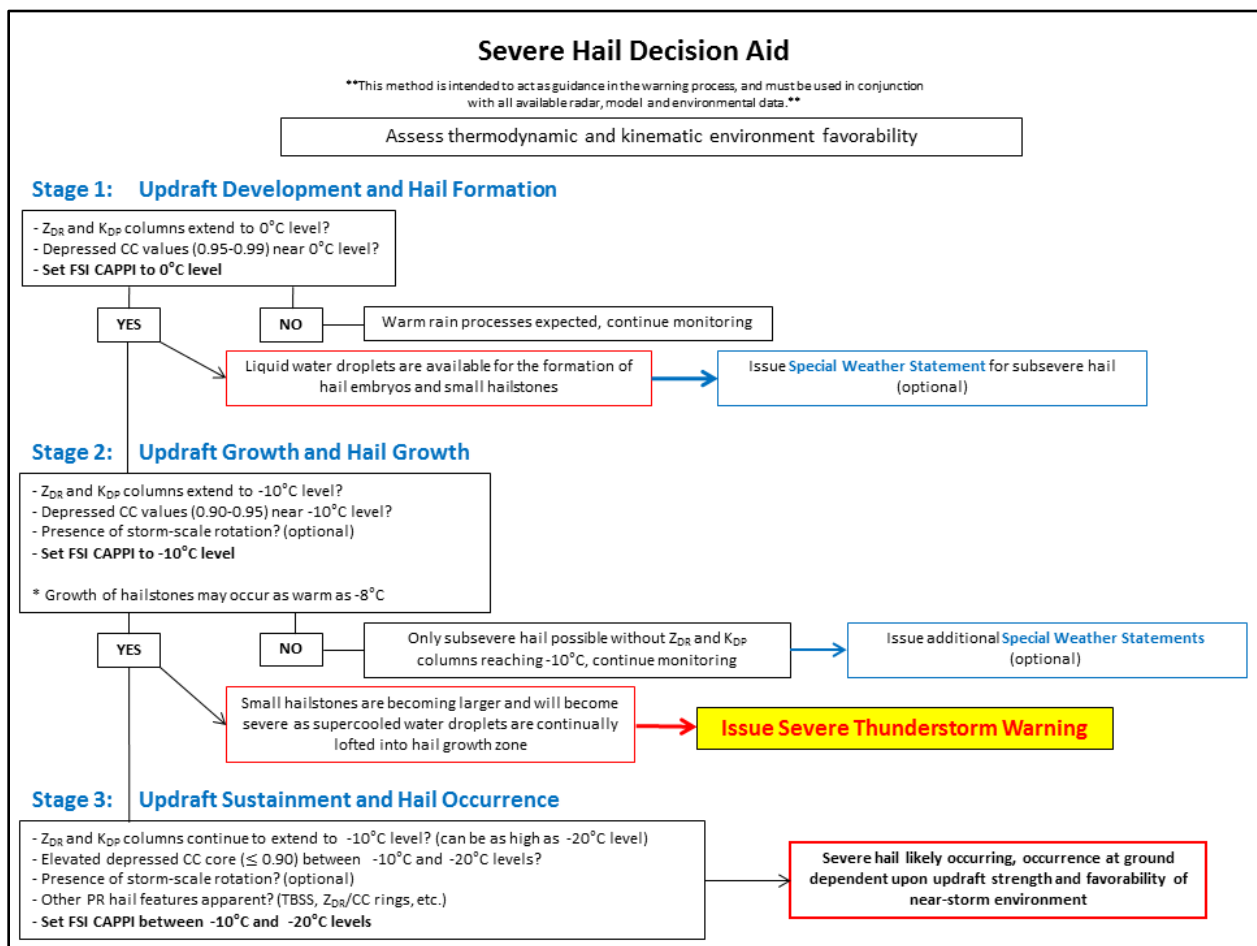 Severe Hail Decision Aid
**This method is intended to act as guidance in the warning process, and must be used in conjunction
with all available radar, model and environmental data.**
Assess thermodynamic and kinematic environment favorability
Stage 1: Updraft Development and Hail Formation
- ZDR and KDP columns extend to 0°C level?
- Depressed CC values (0.95-0.99) near 0°C level?
- Set FSI CAPPI to 0°C level
YES
NO
Warm rain processes expected, continue monitoring
Liquid water droplets are available for the formation of
hail embryos and small hailstones
Issue Special Weather Statement for subsevere hail
(optional)
Stage 2: Updraft Growth and Hail Growth
- ZDR and KDP columns extend to -10°C level?
- Depressed CC values (0.90-0.95) near -10°C level?
- Presence of storm-scale rotation? (optional)
- Set FSI CAPPI to -10°C level
* Growth of hailstones may occur as warm as -8°C
YES
NO
Only subsevere hail possible without ZDR and KDP
columns reaching -10°C, continue monitoring
Issue additional Special Weather Statements
(optional)
Small hailstones are becoming larger and will become
severe as supercooled water droplets are continually
lofted into hail growth zone
Issue Severe Thunderstorm Warning
Stage 3: Updraft Sustainment and Hail Occurrence
- ZDR and KDP columns continue to extend to -10°C level? (can be as high as -20°C level)
- Elevated depressed CC core (≤ 0.90) between -10°C and -20°C levels?
- Presence of storm-scale rotation? (optional)
- Other PR hail features apparent? (TBSS, ZDR/CC rings, etc.)
- Set FSI CAPPI between -10°C and -20°C levels
Severe hail likely occurring, occurrence at ground
dependent upon updraft strength and favorability of
near-storm environment